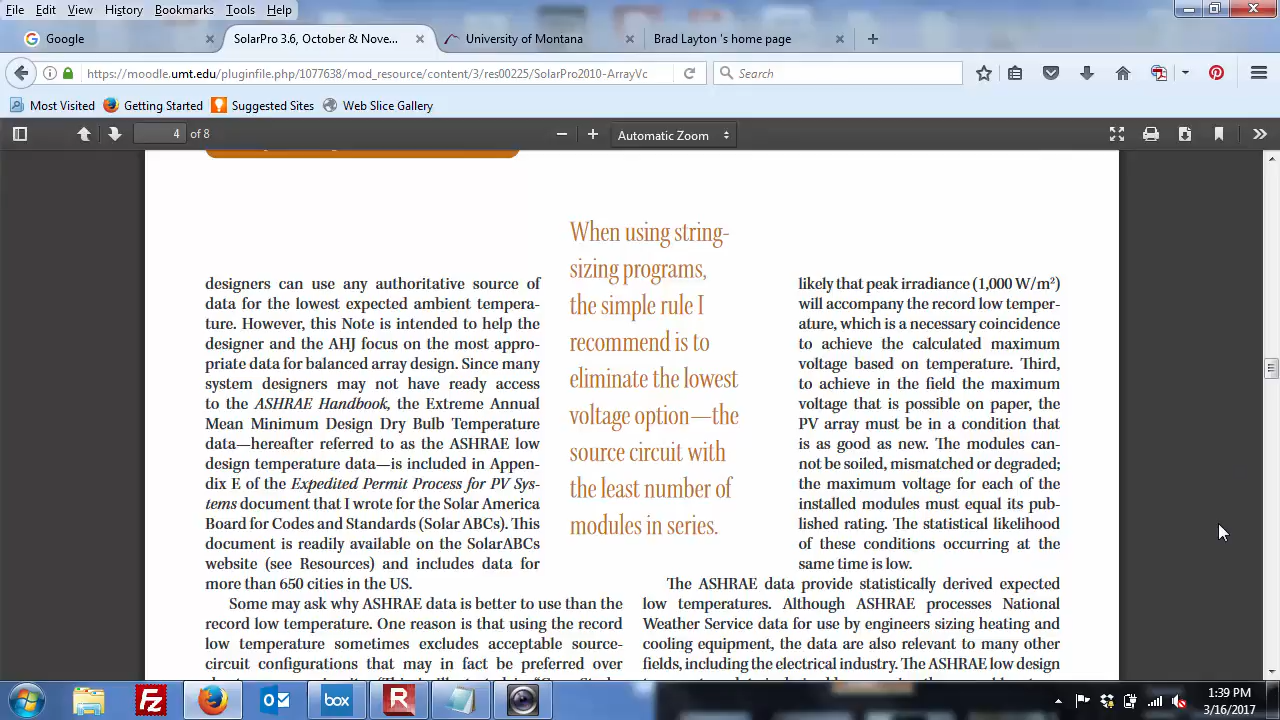 File Edit View History Bookmarks Tools Help
Google
SolarPro 3.6, October & Nove...
University of Montana
Brad Layton 's home page
https://moodle.umt.edu/pluginfile.php/1077638/mod_resource/content/3/res00225/SolarPro2010-ArrayVc
Search
Most Visited Getting Started Suggested Sites Web Slice Gallery
4 of 8
Automatic Zoom
designers can use any authoritative source of
data for the lowest expected ambient tempera-
ture. However, this Note is intended to help the
designer and the AHJ focus on the most appro-
priate data for balanced array design. Since many
system designers may not have ready access
to the ASHRAE Handbook, the Extreme Annual
Mean Minimum Design Dry Bulb Temperature
data—hereafter referred to as the ASHRAE low
design temperature data—is included in Appen-
dix E of the Expedited Permit Process for PV Sys-
tems document that I wrote for the Solar America
Board for Codes and Standards (Solar ABCs). This
document is readily available on the SolarABCs
website (see Resources) and includes data for
more than 650 cities in the US.
Some may ask why ASHRAE data is better to use than the
record low temperature. One reason is that using the record
low temperature sometimes excludes acceptable source-
circuit configurations that may in fact be preferred over
When using string-
sizing programs,
the simple rule I
recommend is to
eliminate the lowest
voltage option—the
source circuit with
the least number of
modules in series.
likely that peak irradiance (1,000 W/m²)
will accompany the record low temper-
ature, which is a necessary coincidence
to achieve the calculated maximum
voltage based on temperature. Third,
to achieve in the field the maximum
voltage that is possible on paper, the
PV array must be in a condition that
is as good as new. The modules can-
not be soiled, mismatched or degraded;
the maximum voltage for each of the
installed modules must equal its pub-
lished rating. The statistical likelihood
of these conditions occurring at the
same time is low.
The ASHRAE data provide statistically derived expected
low temperatures. Although ASHRAE processes National
Weather Service data for use by engineers sizing heating and
cooling equipment, the data are also relevant to many other
fields, including the electrical industry. The ASHRAE low design
box
1:39 PM
3/16/2017